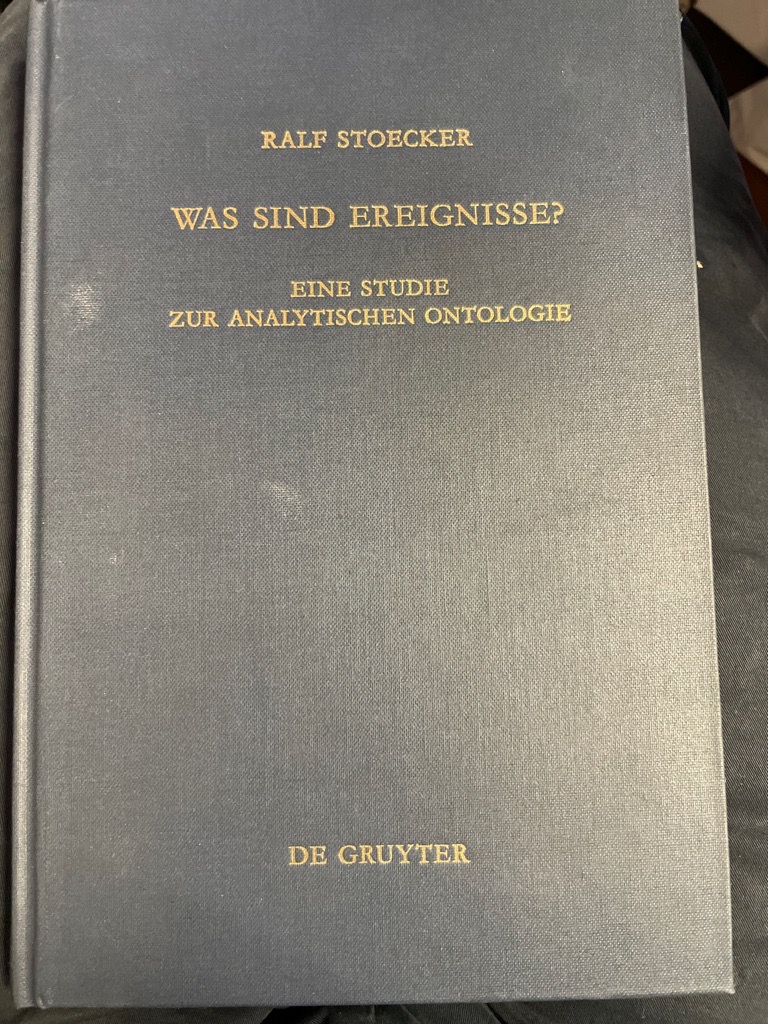 RALF STOECKER
WAS SIND EREIGNISSE?
EINE STUDIE
ZUR ANALYTISCHEN ONTOLOGIE
DE GRUYTER